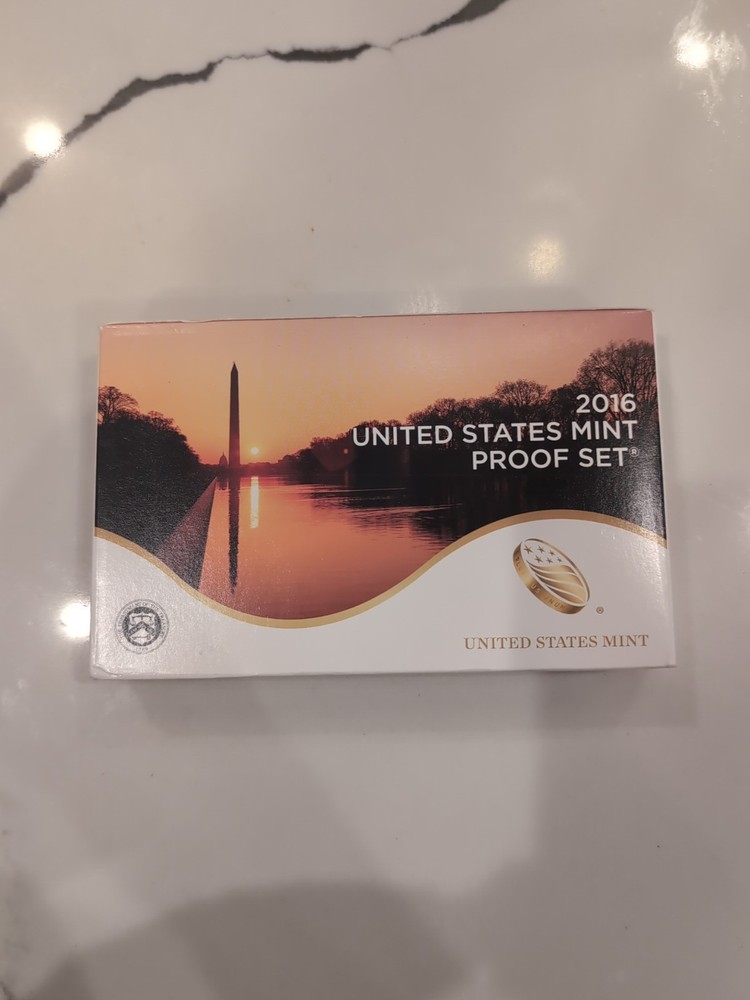 2016
UNITED STATES MINT
PROOF SET®
®
UNITED STATES MINT